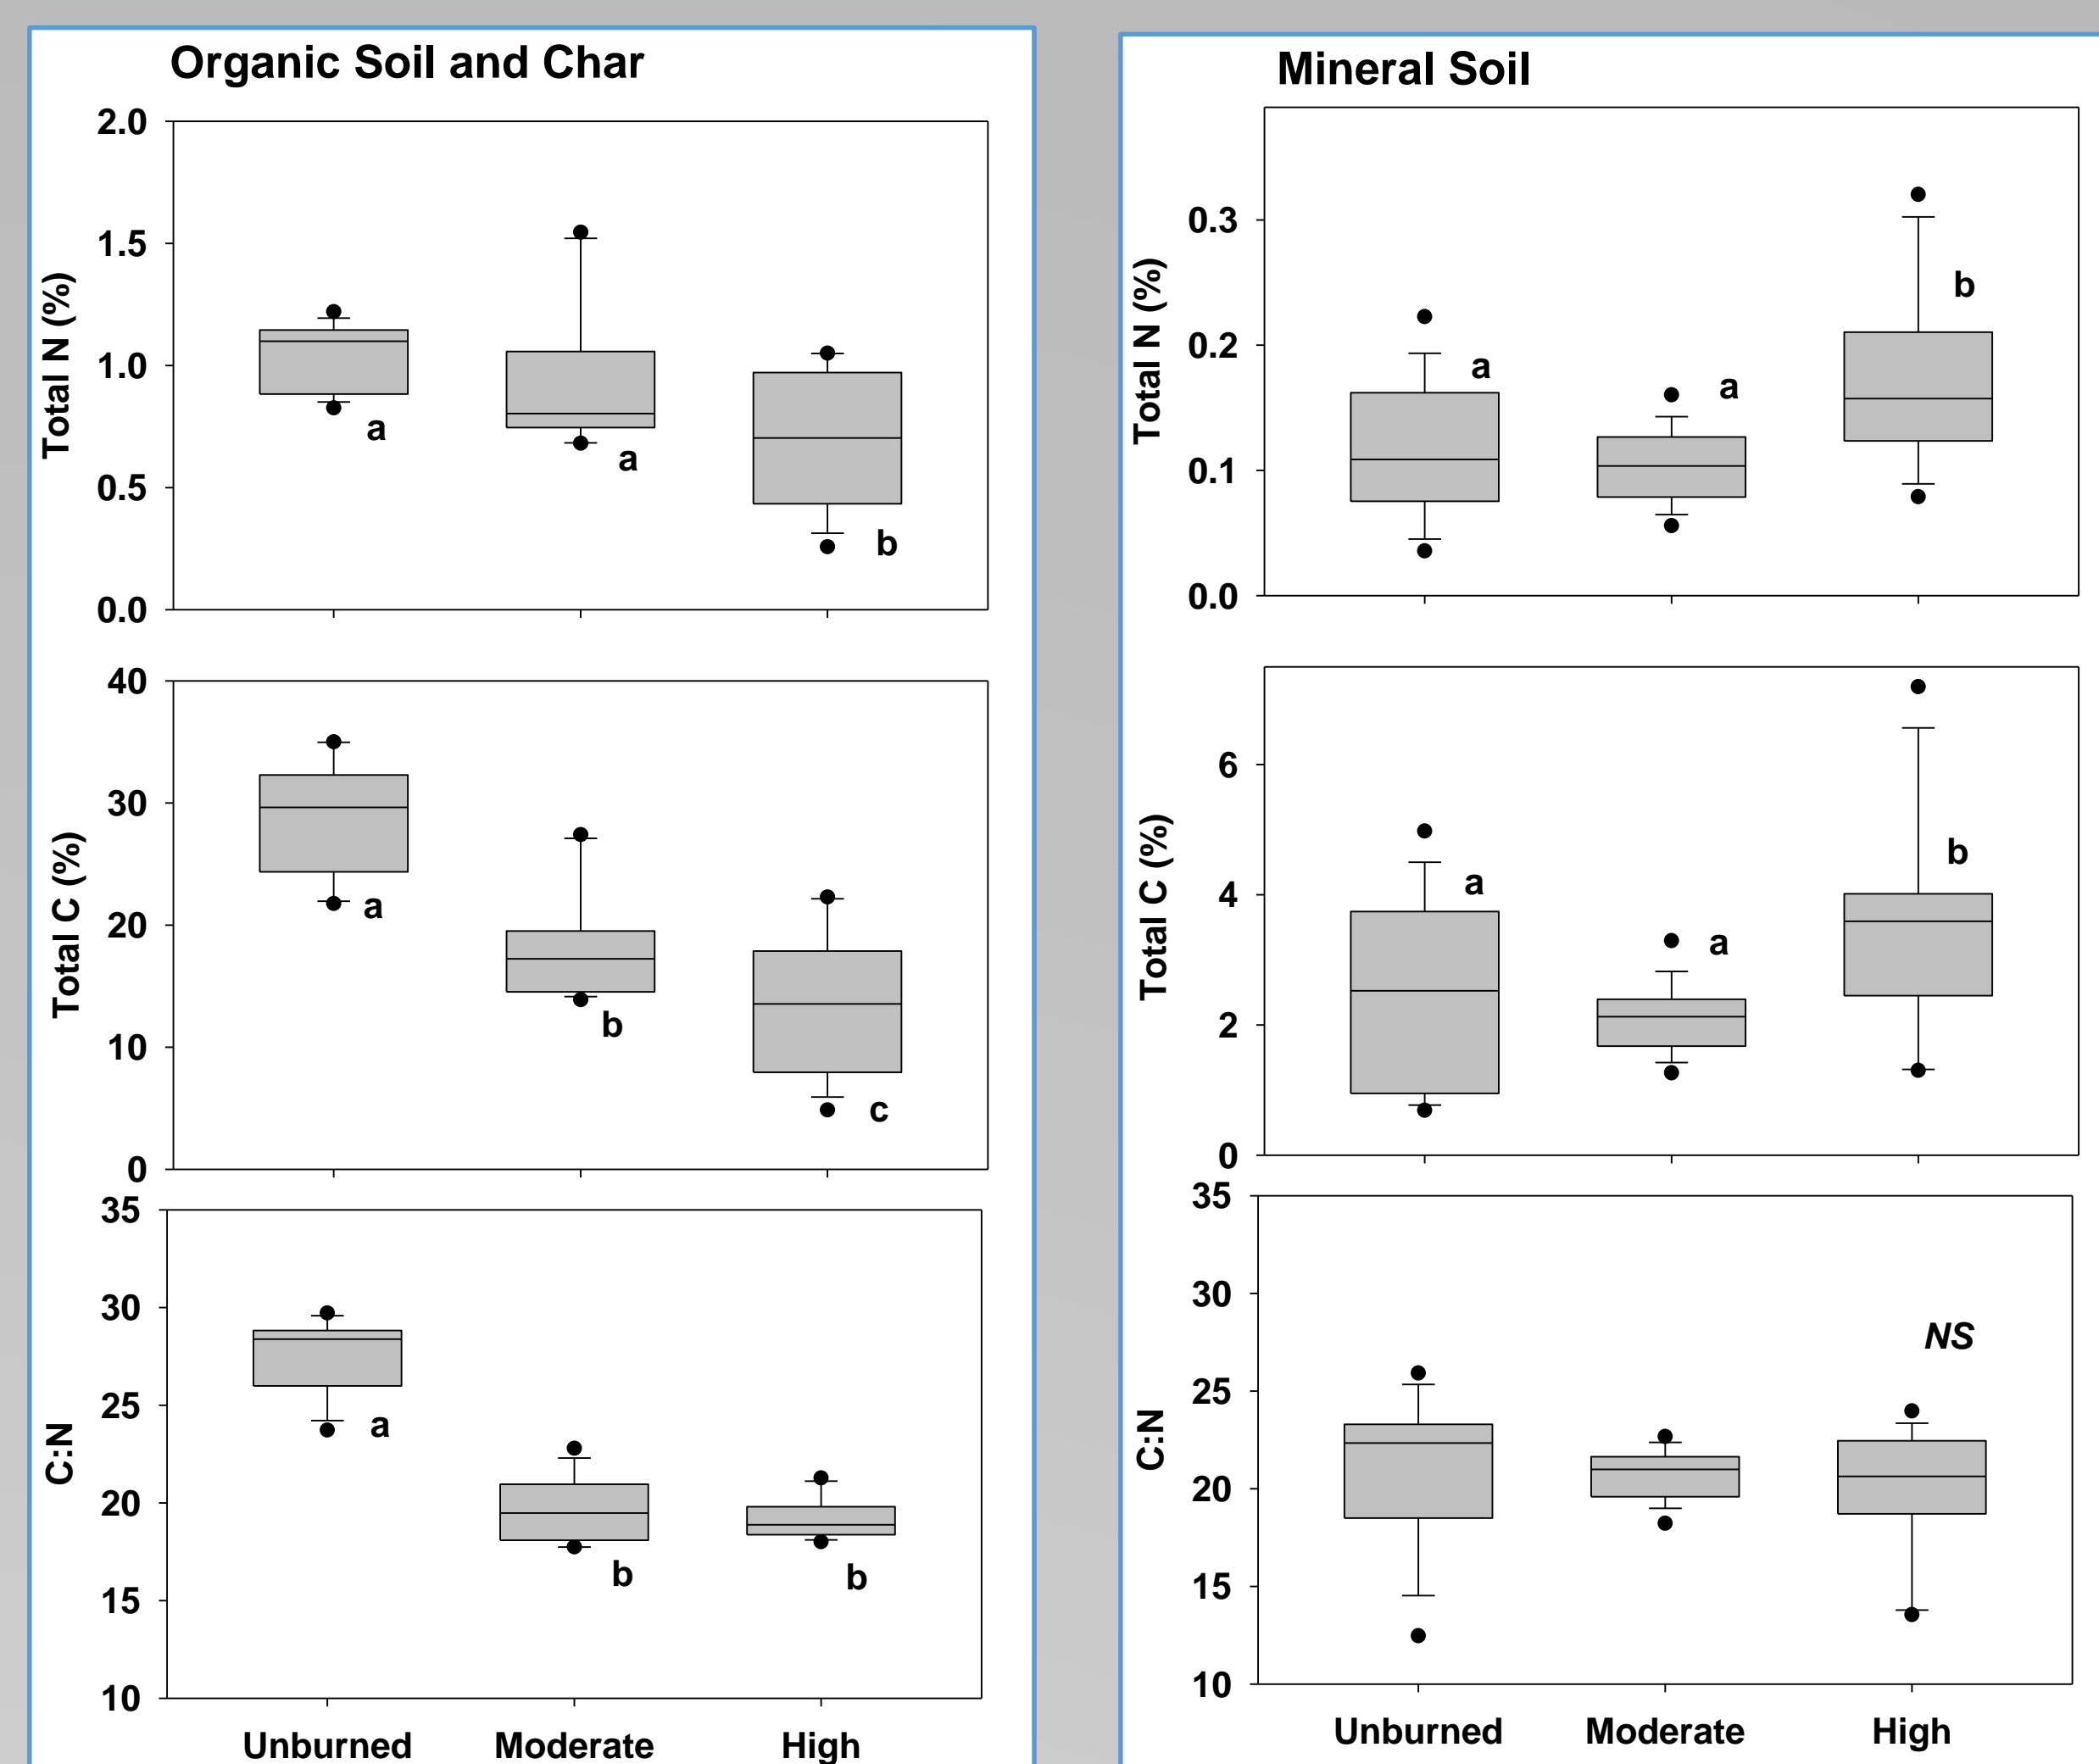 Organic Soil and Char
2.0
1.5
1.0
0.5
0.0
Total N (%)
a
a
b
40
30
20
10
0
Total C (%)
a
b
c
35
30
25
20
15
10
C:N
a
b
b
Unburned Moderate High
Mineral Soil
0.3
0.2
0.1
0.0
Total N (%)
a
a
b
6
4
2
0
Total C (%)
a
a
b
35
30
25
20
15
10
C:N
NS
Unburned Moderate High